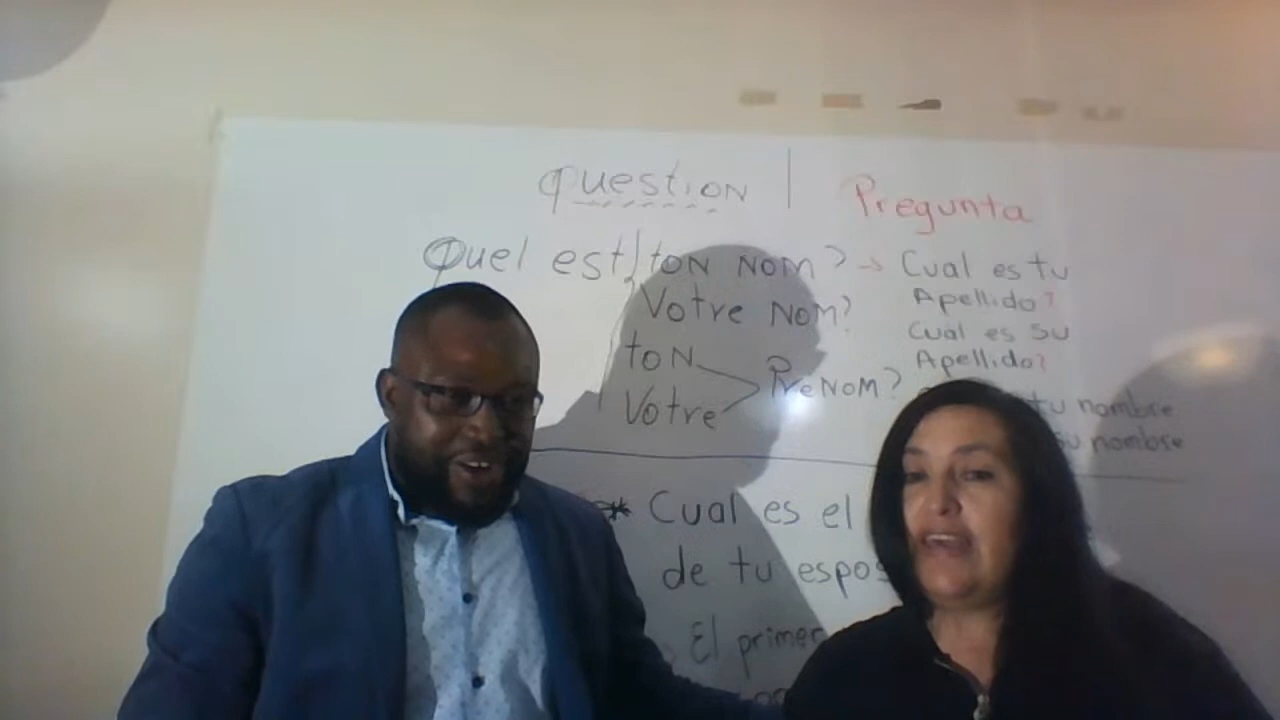 Question | Pregunta
Quel est ton nom? → Cual es tu
Votre nom? Apellido?
Cual es su
ton Apellido?
Prenom?
Votre tu nombre
su nombre
* Cual es el
de tu espos
El primer